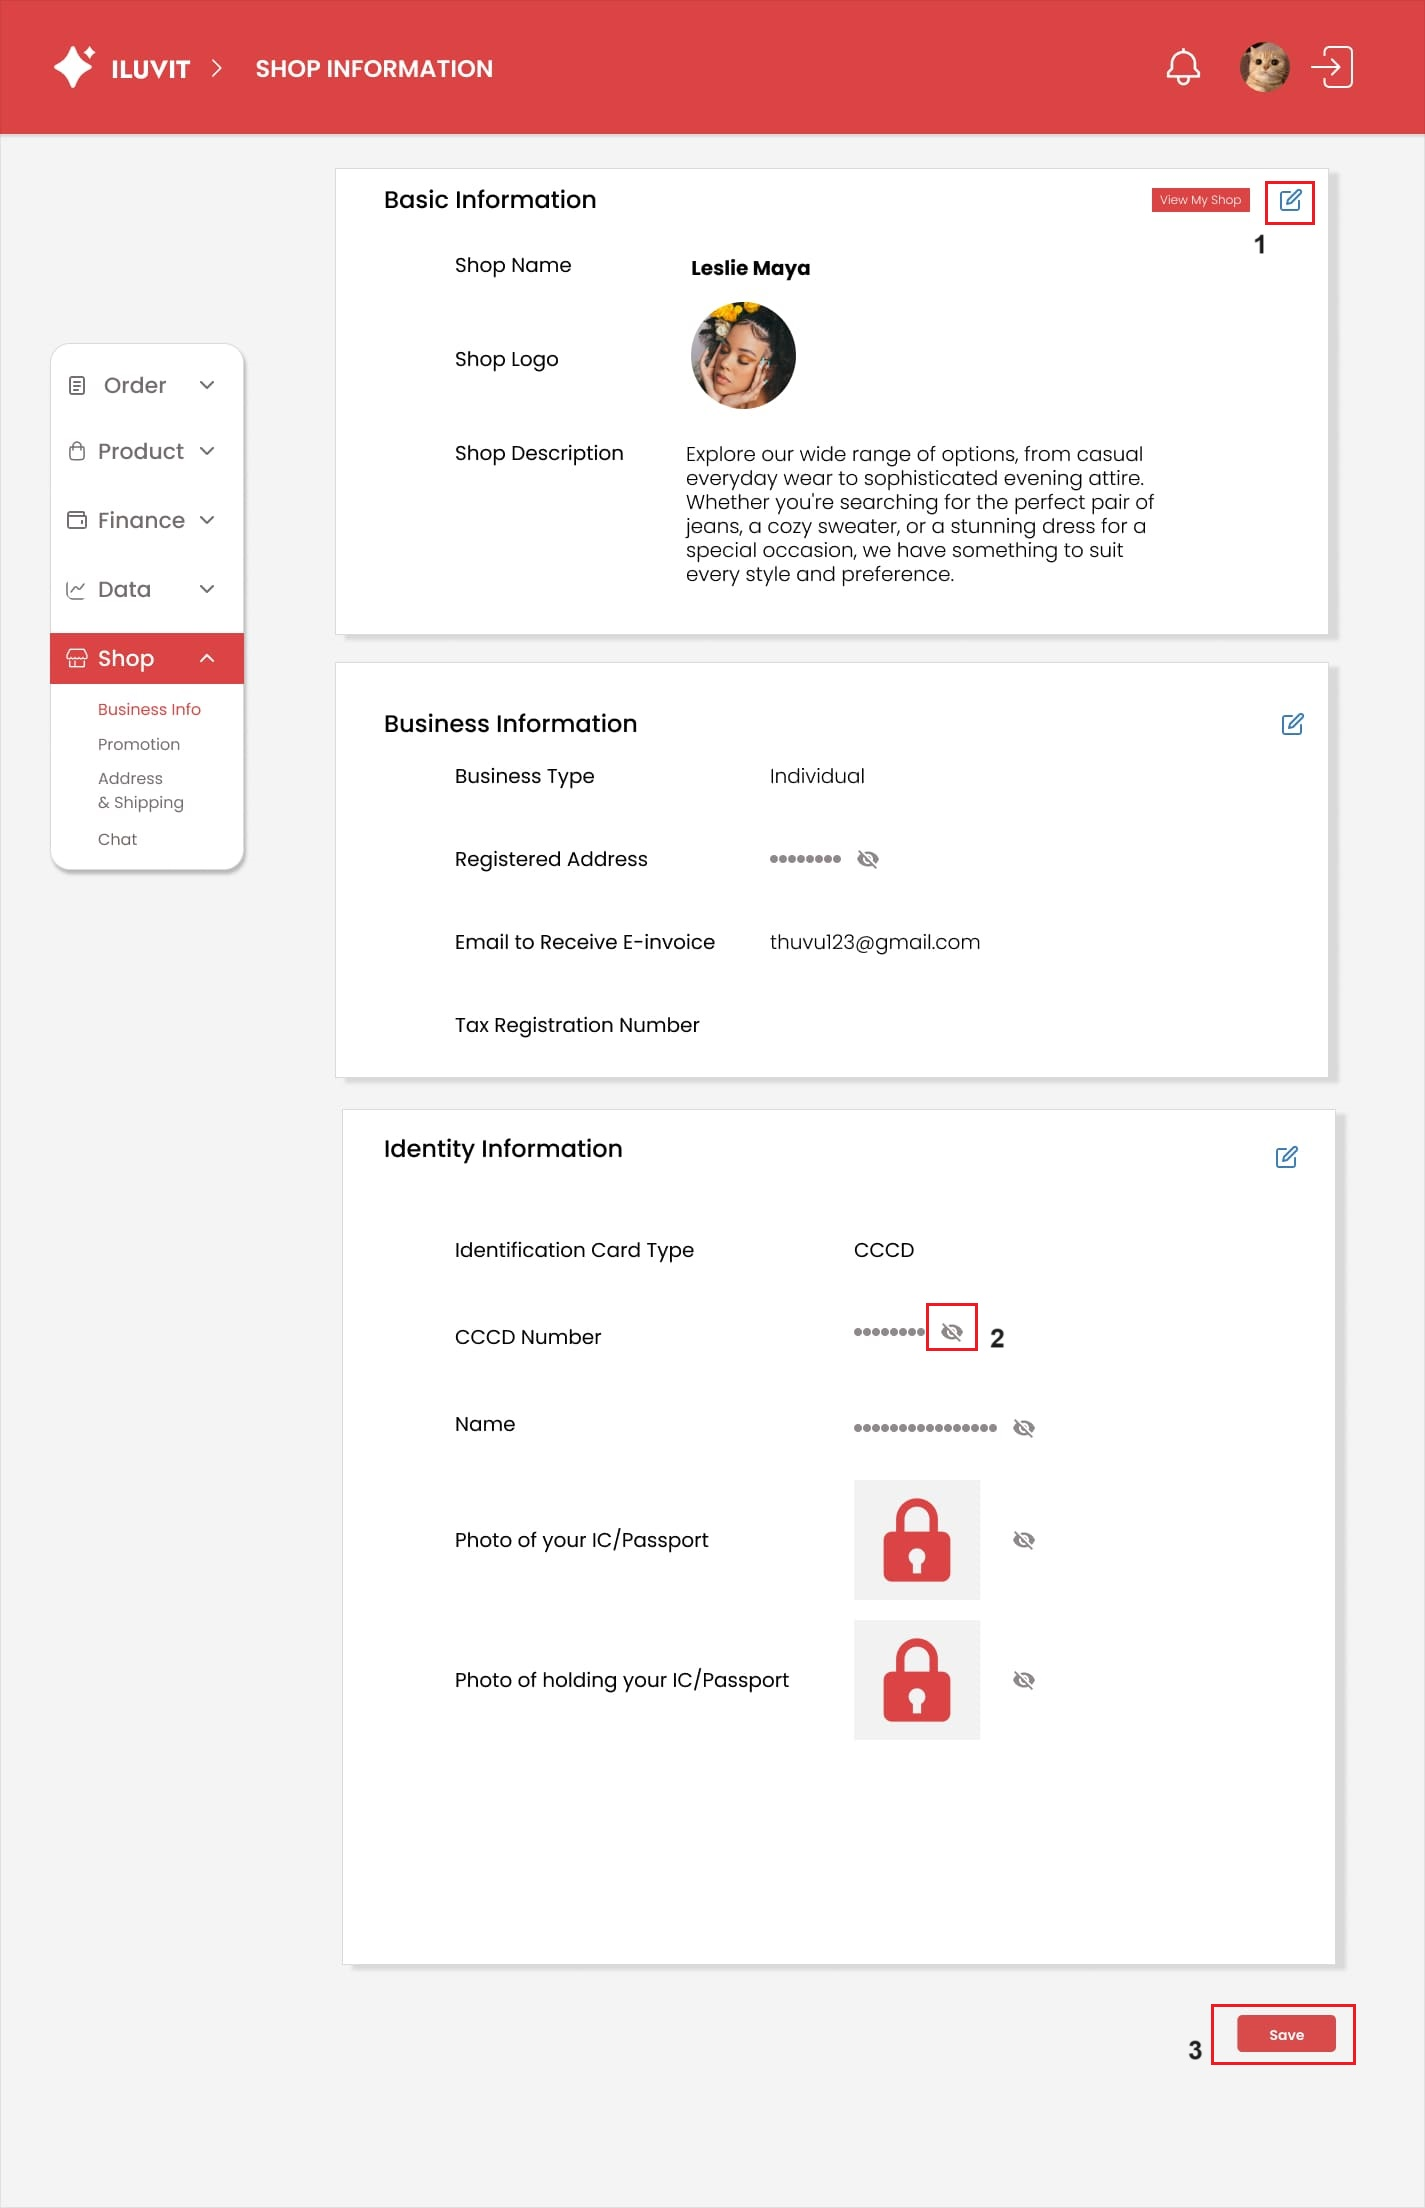 ILUVIT
SHOP INFORMATION
Order
Product
Finance
Data
Shop
Business Info
Promotion
Address
& Shipping
Chat
Basic Information
View My Shop
1
Shop Name
Leslie Maya
Shop Logo
Shop Description
Explore our wide range of options, from casual
everyday wear to sophisticated evening attire.
Whether you're searching for the perfect pair of
jeans, a cozy sweater, or a stunning dress for a
special occasion, we have something to suit
every style and preference.
Business Information
Business Type
Individual
Registered Address
Email to Receive E-invoice
thuvu123@gmail.com
Tax Registration Number
Identity Information
Identification Card Type
CCCD
CCCD Number
2
Name
Photo of your IC/Passport
Photo of holding your IC/Passport
3
Save